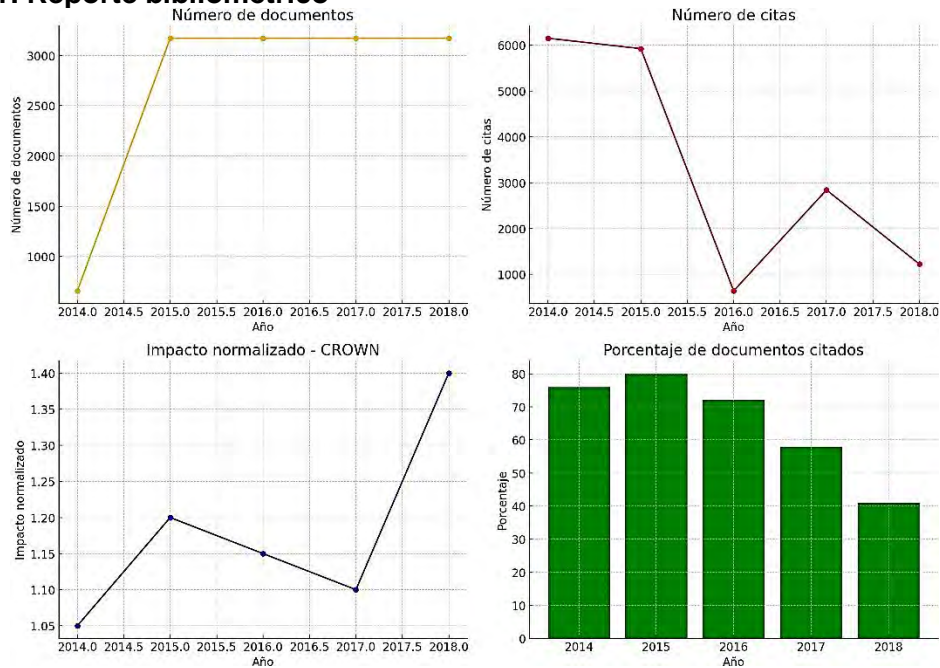 1. Reporte bibliométrico
Número de documentos
Número de documentos
3000
2500
2000
1500
1000
2014.0 2014.5 2015.0 2015.5 2016.0 2016.5 2017.0 2017.5 2018.0
Año
Número de citas
Número de citas
6000
5000
4000
3000
2000
1000
2014.0 2014.5 2015.0 2015.5 2016.0 2016.5 2017.0 2017.5 2018.0
Año
Impacto normalizado - CROWN
Impacto normalizado
1.40
1.35
1.30
1.25
1.20
1.15
1.10
1.05
2014.0 2014.5 2015.0 2015.5 2016.0 2016.5 2017.0 2017.5 2018.0
Año
Porcentaje de documentos citados
Porcentaje
80
70
60
50
40
30
20
10
0
2014 2015 2016 2017 2018
Año